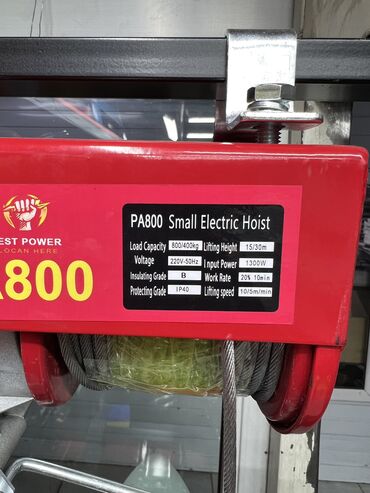 EST POWER
LOCAN HERE
800
PA800 Small Electric Hoist
Load Capacity 800/400kg Lifting Height 15/30m
Voltage 220V-50Hz Input Power 1300W
Insulating Grade B Work Rate 20% 10min
Protecting Grade IP40 Lifting speed 10/5m/min